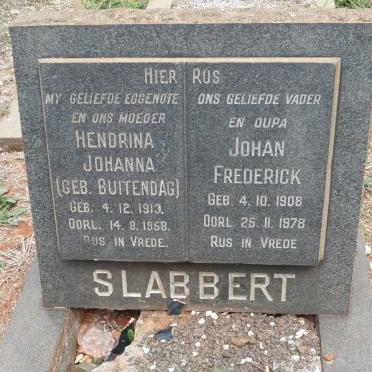 HIER RUS
MY GELIEFDE EGGENOTE
EN ONS MOEDER
HENDRINA
JOHANNA
(GEB. BUITENDAG)
GEB. 4.12.1913.
OORL. 14.8.1958.
RUS IN VREDE.
ONS GELIEFDE VADER
EN OUPA
JOHAN
FREDERICK
GEB. 4.10.1908
OORL. 25.11.1978
RUS IN VREDE
SLABBERT